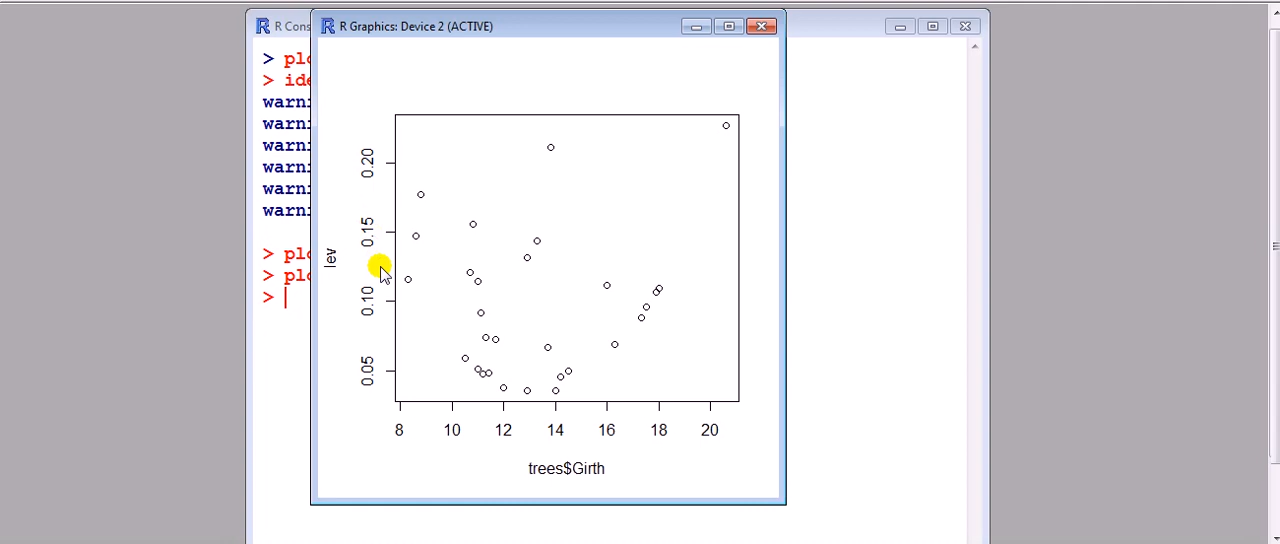 R Cons
R Graphics: Device 2 (ACTIVE)
> plo
> ide
warni
warni
warni
warni
warni
warni
> plo
> plo
>
lev
0.20
0.15
0.10
0.05
8 10 12 14 16 18 20
trees$Girth